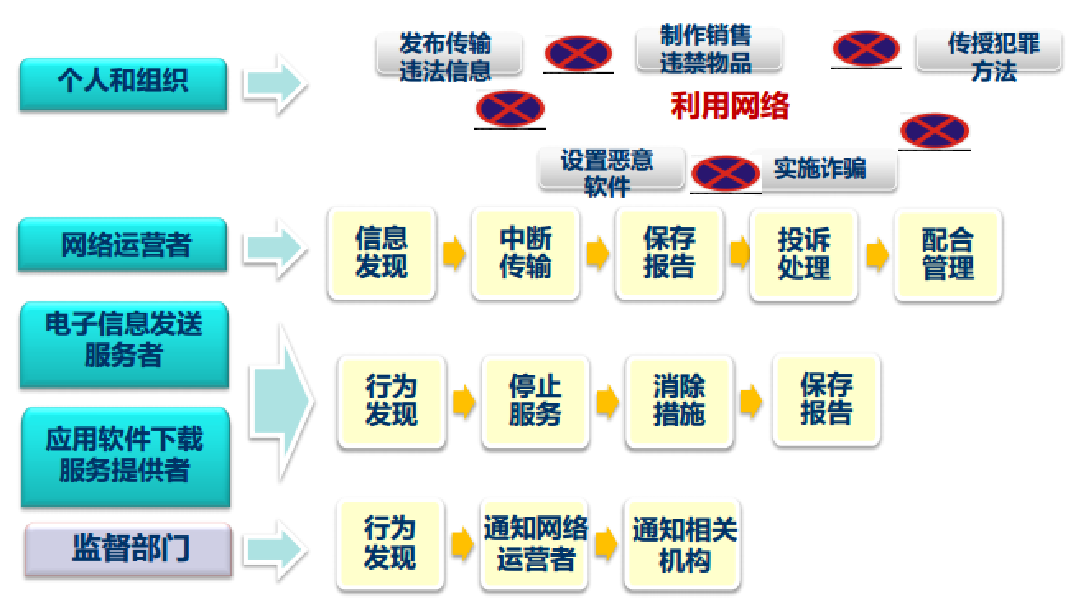 个人和组织
发布传输
违法信息
制作销售
违禁物品
传授犯罪
方法
利用网络
设置恶意
软件
实施诈骗
网络运营者
信息
发现
中断
传输
保存
报告
投诉
处理
配合
管理
电子信息发送
服务者
应用软件下载
服务提供者
行为
发现
停止
服务
消除
措施
保存
报告
监督部门
行为
发现
通知网络
运营者
通知相关
机构